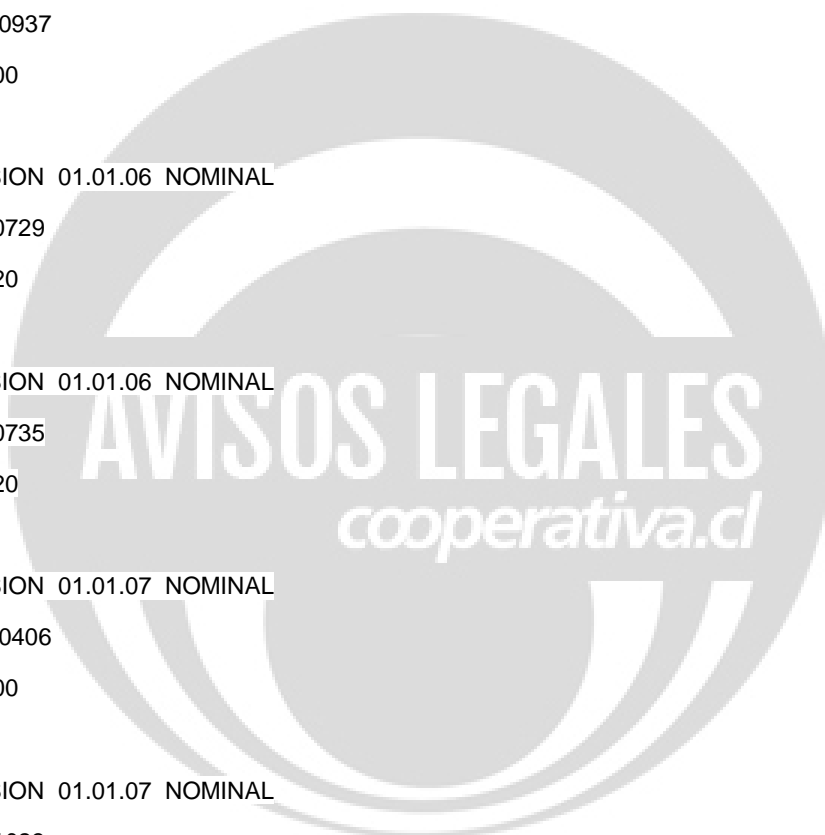 0937
00
SION 01.01.06 NOMINAL
0729
20
SION 01.01.06 NOMINAL
0735
20
AVISOS LEGALES
cooperativa.cl
SION 01.01.07 NOMINAL
0406
00
SION 01.01.07 NOMINAL